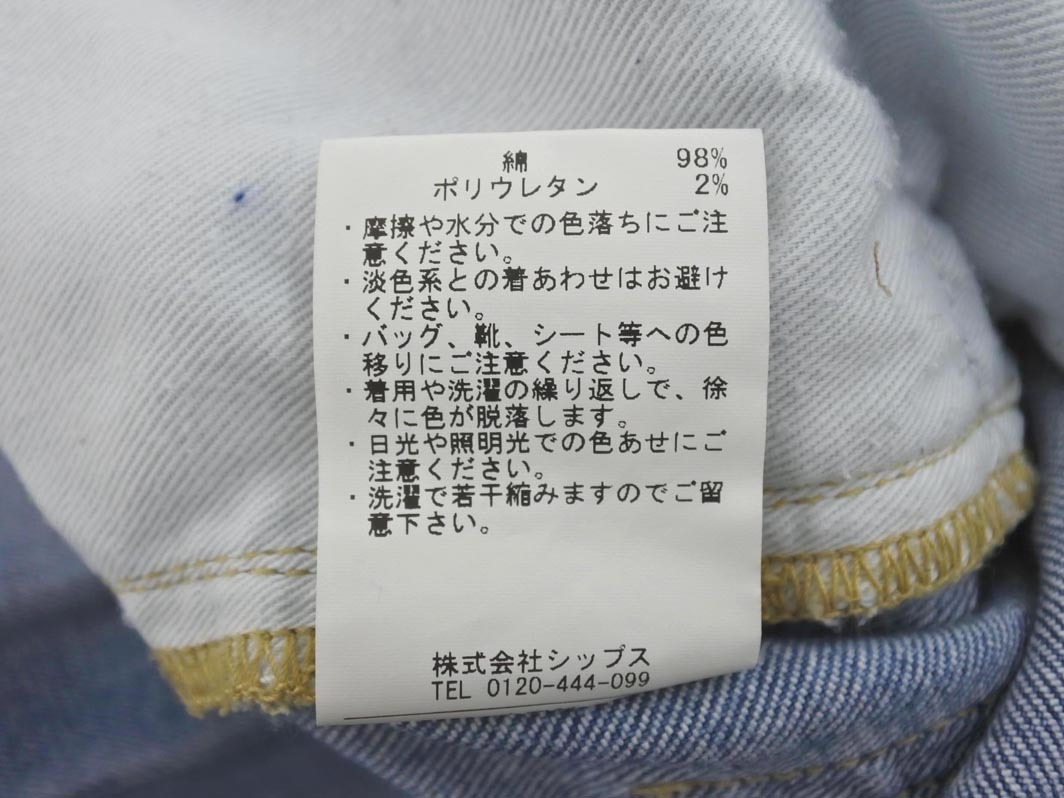 綿 98%
ポリウレタン 2%
・摩擦や水分での色落ちにご注
意ください。
・淡色系との着あわせはお避け
ください。
・バッグ、靴、シート等への色
移りにご注意ください。
・着用や洗濯の繰り返しで、徐
々に色が脱落します。
・日光や照明光での色あせにご
注意ください。
・洗濯で若干縮みますのでご留
意下さい。
株式会社シップス
TEL 0120-444-099